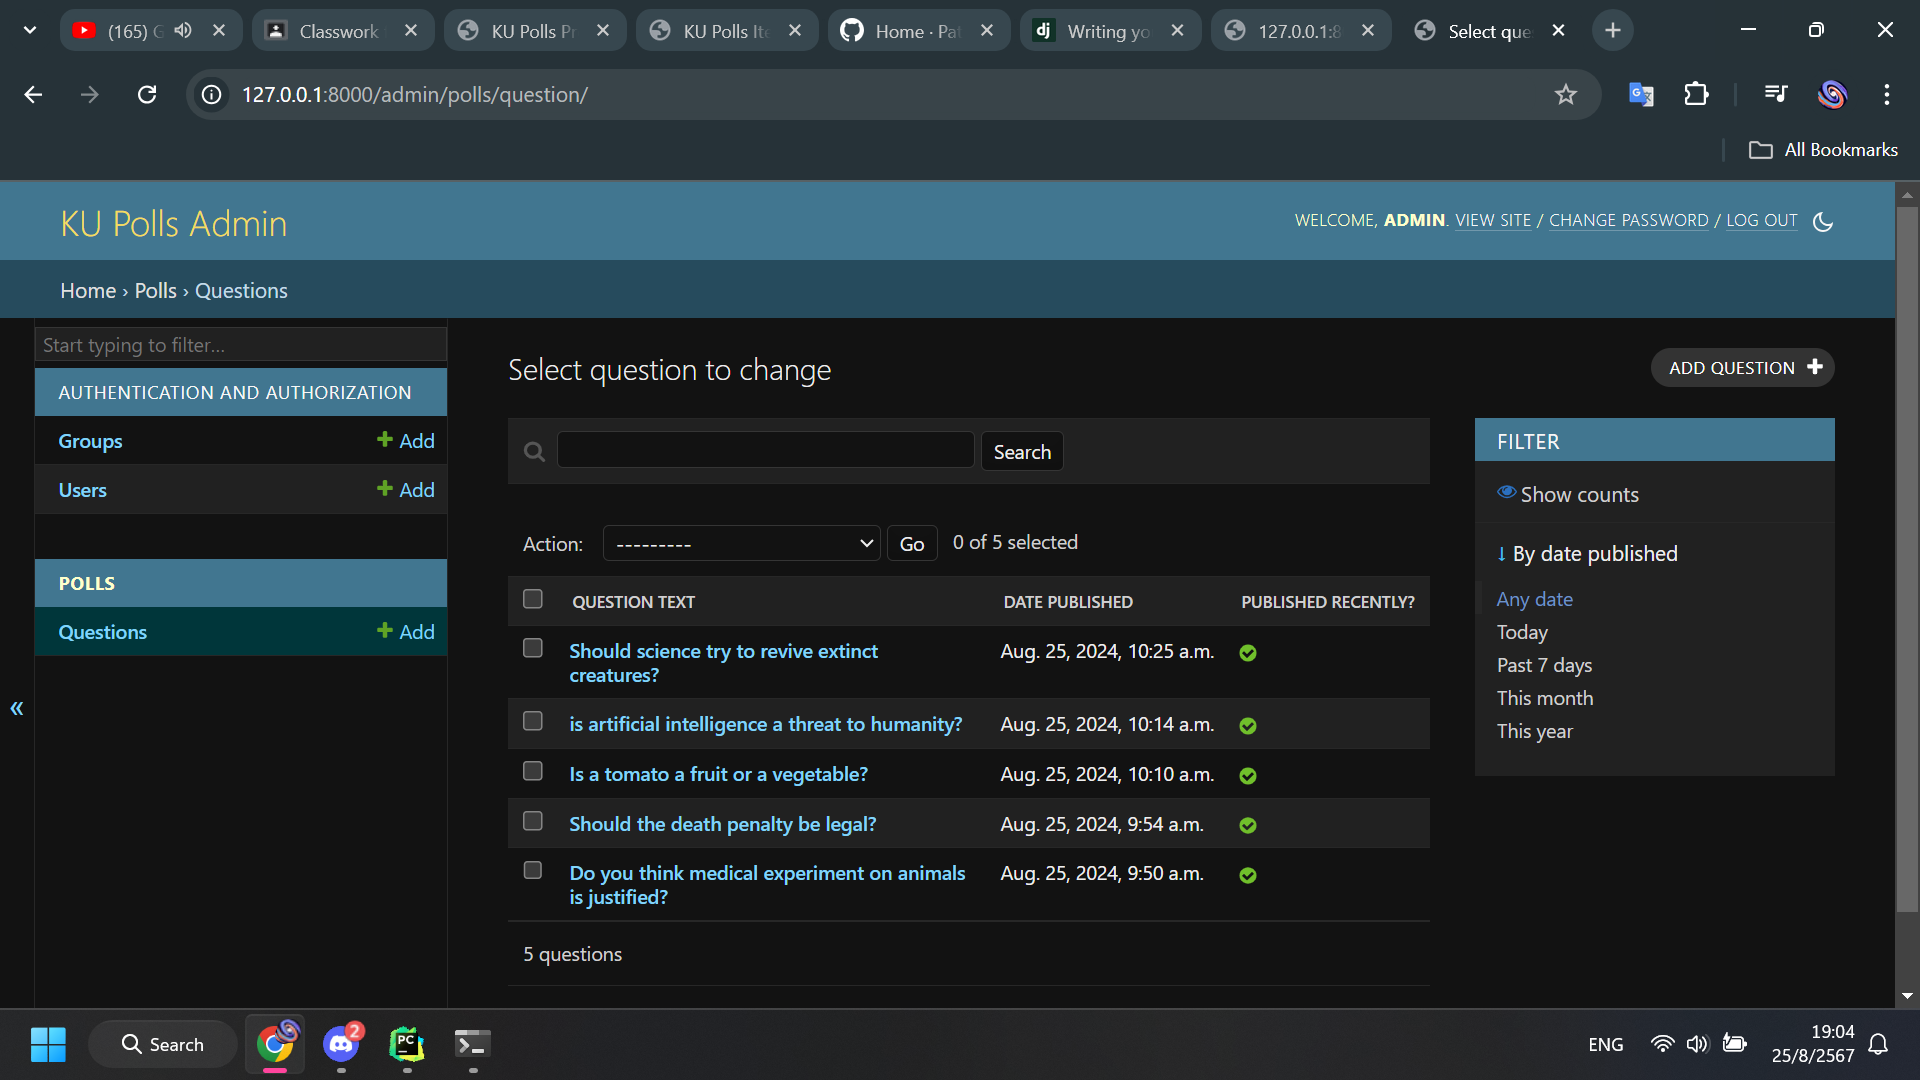 (165) G
Classwork
KU Polls Pr
KU Polls Ite
Home · Pat
dj
Writing yo
127.0.0.1:8
Select que
127.0.0.1:8000/admin/polls/question/
All Bookmarks
KU Polls Admin
WELCOME, ADMIN. VIEW SITE / CHANGE PASSWORD / LOG OUT
Home › Polls › Questions
Start typing to filter...
AUTHENTICATION AND AUTHORIZATION
Groups
Add
Users
Add
POLLS
Questions
Add
«
Select question to change
ADD QUESTION
Search
Action:
---------
Go
0 of 5 selected
QUESTION TEXT
DATE PUBLISHED
PUBLISHED RECENTLY?
Should science try to revive extinct
creatures?
Aug. 25, 2024, 10:25 a.m.
is artificial intelligence a threat to humanity?
Aug. 25, 2024, 10:14 a.m.
Is a tomato a fruit or a vegetable?
Aug. 25, 2024, 10:10 a.m.
Should the death penalty be legal?
Aug. 25, 2024, 9:54 a.m.
Do you think medical experiment on animals
is justified?
Aug. 25, 2024, 9:50 a.m.
5 questions
FILTER
Show counts
↓ By date published
Any date
Today
Past 7 days
This month
This year
Search
2
PC
ENG
19:04
25/8/2567